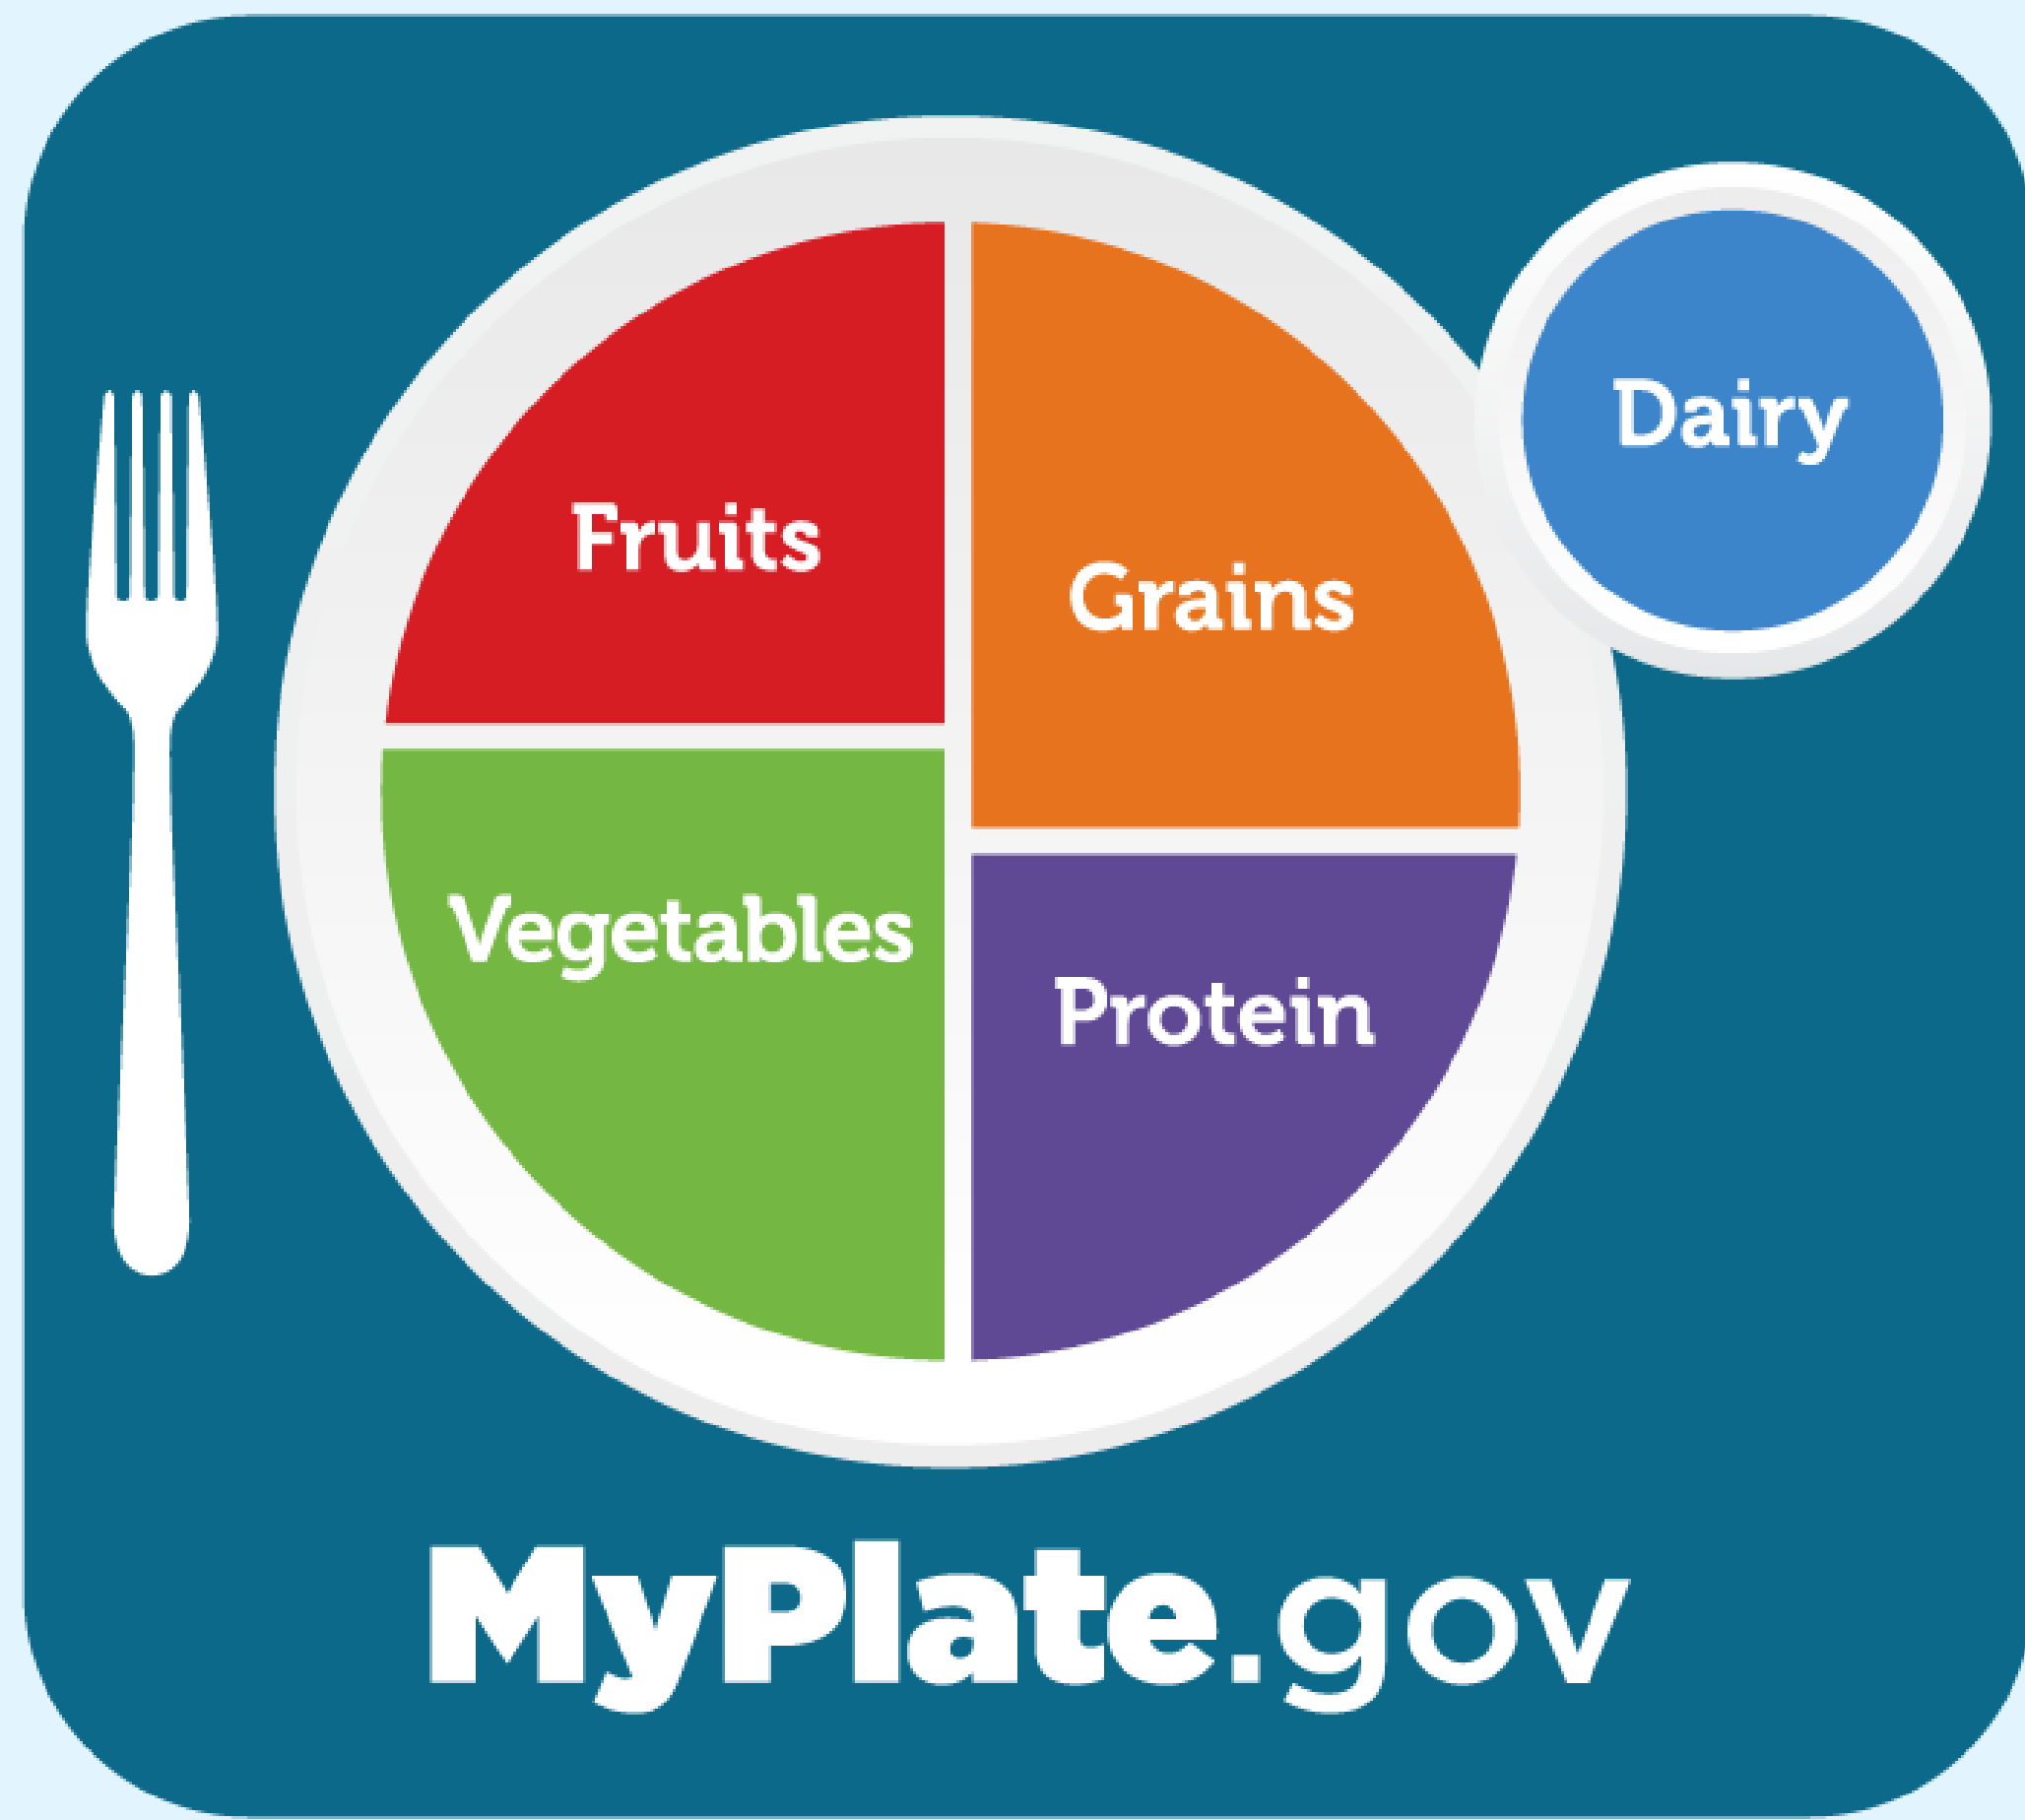 Dairy
Fruits
Grains
Vegetables
Protein
MyPlate.gov